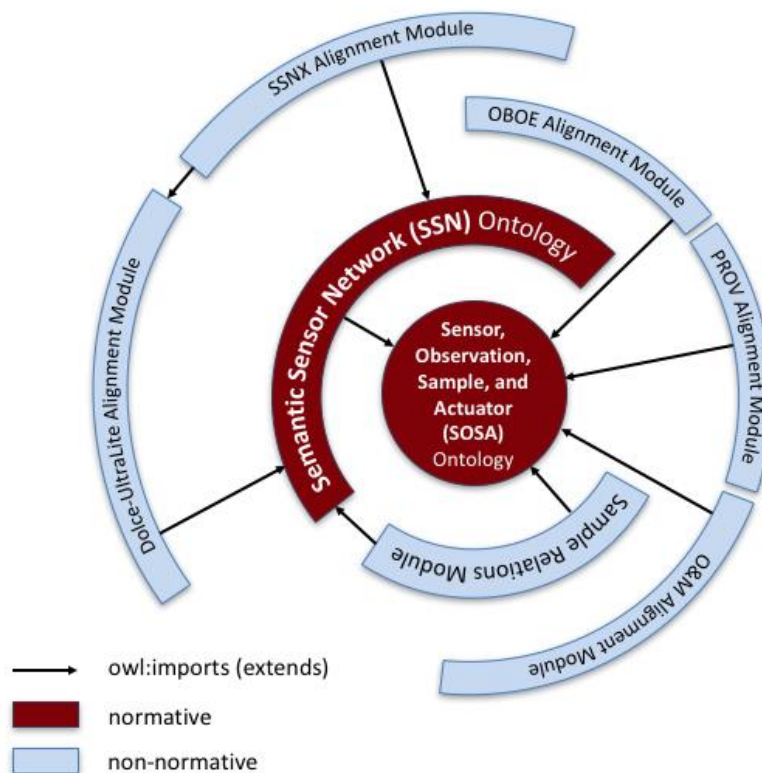 SSNX Alignment Module
OBOE Alignment Module
PROV Alignment Module
Dolce-UltraLite Alignment Module
Semantic Sensor Network (SSN) Ontology
Sensor,
Observation,
Sample, and
Actuator
(SOSA)
Ontology
Sample Relations Module
O&M Alignment Module
owl:imports (extends)
normative
non-normative